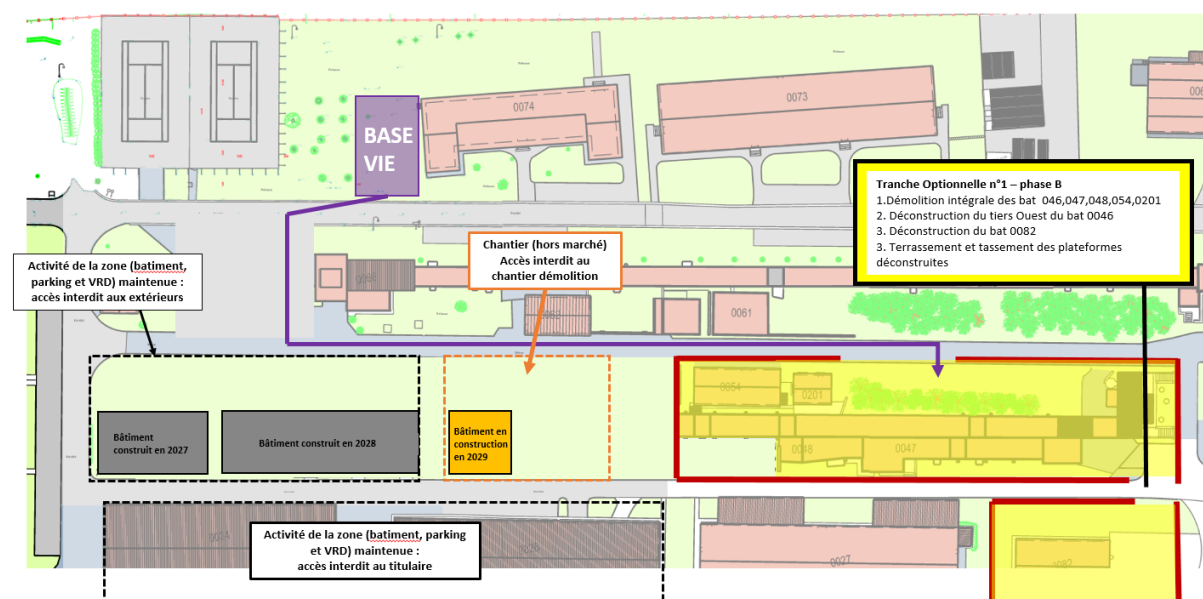 0074
0073
BASE
VIE
Tranche Optionnelle n°1 – phase B
1.Démolition intégrale des bat 046,047,048,054,0201
2. Déconstruction du tiers Ouest du bat 0046
3. Déconstruction du bat 0082
3. Terrassement et tassement des plateformes
déconstruites
Chantier (hors marché)
Accès interdit au
chantier démolition
Activité de la zone (batiment,
parking et VRD) maintenue :
accès interdit aux extérieurs
0061
0054
0201
Bâtiment
construit en 2027
Bâtiment construit en 2028
Bâtiment en
construction
en 2029
0048
0047
0024
Activité de la zone (batiment, parking
et VRD) maintenue :
accès interdit au titulaire
0027